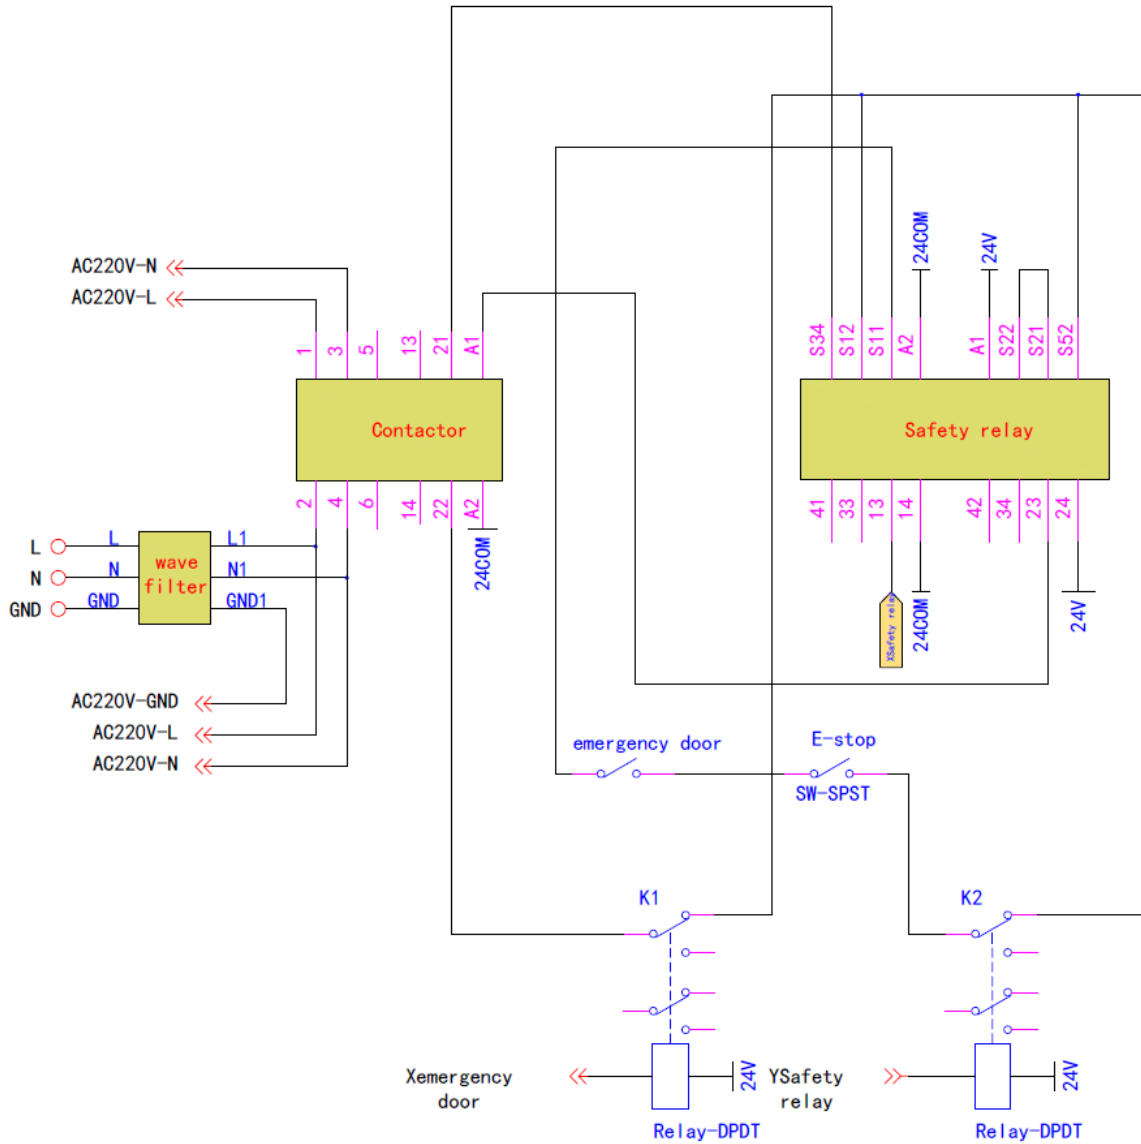 24COM
24V
AC220V-N
AC220V-L
1
3
5
13
21
A1
S34
S12
S11
A2
A1
S22
S21
S52
Contactor
Safety relay
2
4
6
14
22
A2
41
33
13
14
42
34
23
24
L
L
wave
filter
L1
N
N
N1
GND
GND
GND1
24COM
XSafety relay
24COM
24V
AC220V-GND
AC220V-L
AC220V-N
emergency door
E-stop
SW-SPST
K1
K2
Xemergency
door
24V
YSafety
relay
24V
Relay-DPDT
Relay-DPDT